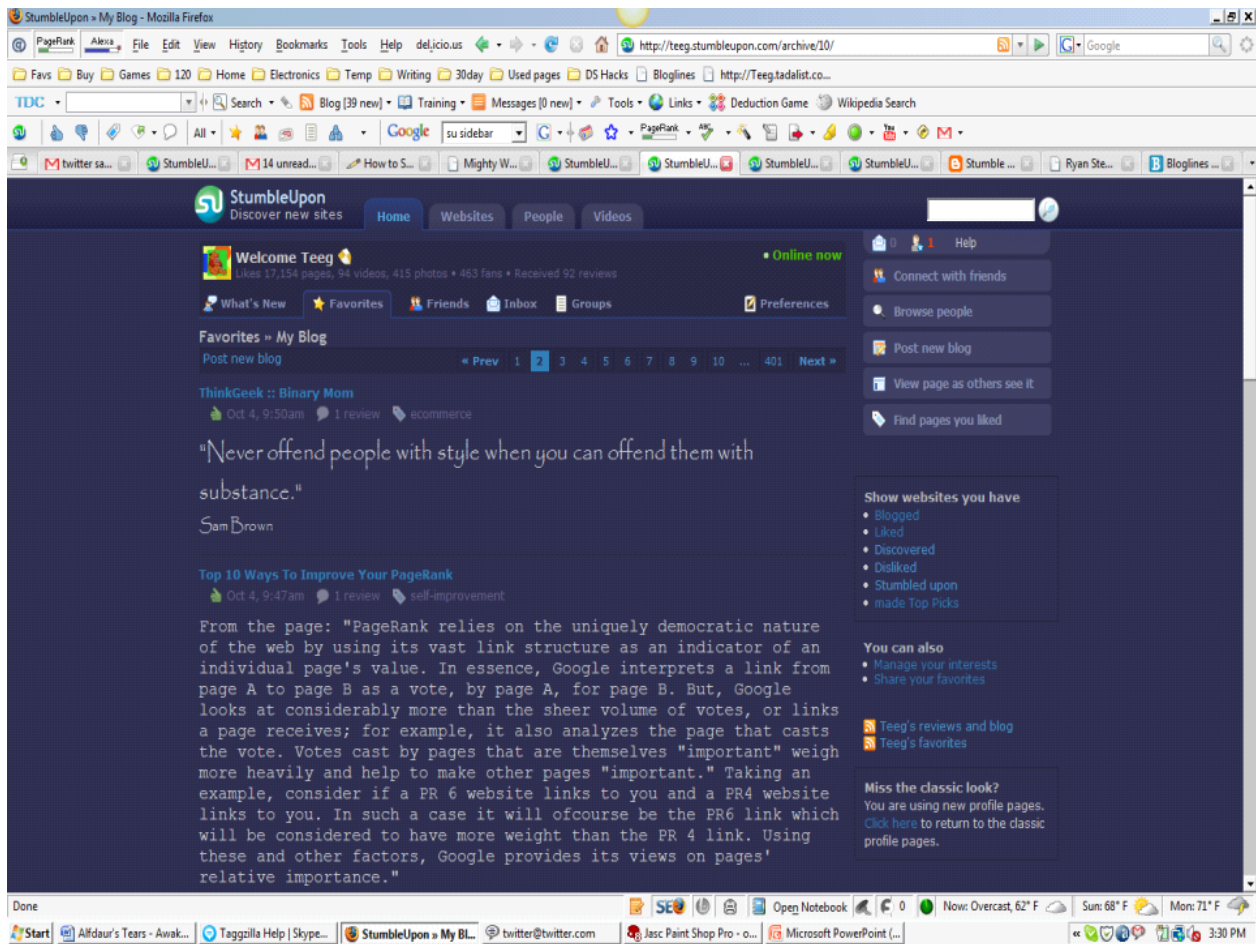 StumbleUpon » My Blog - Mozilla Firefox
PageRank Alexa File Edit View History Bookmarks Tools Help del.icio.us http://teeg.stumbleupon.com/archive/10/ Google
Favs Buy Games 120 Home Electronics Temp Writing 30day Used pages DS Hacks Bloglines http://Teeg.tadalist.co...
TDC Search Blog [39 new] Training Messages [0 new] Tools Links Deduction Game Wikipedia Search
All Google su sidebar PageRank
twitter sa... StumbleU... 14 unread... How to S... Mighty W... StumbleU... StumbleU... StumbleU... StumbleU... Stumble ... Ryan Ste... Bloglines ...
StumbleUpon
Discover new sites
Home Websites People Videos
Welcome Teeg
Online now
Likes 17,154 pages, 94 videos, 415 photos • 463 fans • Received 92 reviews
What's New Favorites Friends Inbox Groups Preferences
Favorites » My Blog
Post new blog « Prev 1 2 3 4 5 6 7 8 9 10 ... 401 Next »
ThinkGeek :: Binary Mom
Oct 4, 9:50am 1 review ecommerce
"Never offend people with style when you can offend them with
substance."
Sam Brown
Top 10 Ways To Improve Your PageRank
Oct 4, 9:47am 1 review self-improvement
From the page: "PageRank relies on the uniquely democratic nature
of the web by using its vast link structure as an indicator of an
individual page's value. In essence, Google interprets a link from
page A to page B as a vote, by page A, for page B. But, Google
looks at considerably more than the sheer volume of votes, or links
a page receives; for example, it also analyzes the page that casts
the vote. Votes cast by pages that are themselves "important" weigh
more heavily and help to make other pages "important." Taking an
example, consider if a PR 6 website links to you and a PR4 website
links to you. In such a case it will ofcourse be the PR6 link which
will be considered to have more weight than the PR 4 link. Using
these and other factors, Google provides its views on pages'
relative importance."
0 1 Help
Connect with friends
Browse people
Post new blog
View page as others see it
Find pages you liked
Show websites you have
• Blogged
• Liked
• Discovered
• Disliked
• Stumbled upon
• made Top Picks
You can also
• Manage your interests
• Share your favorites
Teeg's reviews and blog
Teeg's favorites
Miss the classic look?
You are using new profile pages.
Click here to return to the classic
profile pages.
Done SEO Open Notebook 0 Now: Overcast, 62° F Sun: 68° F Mon: 71° F
Start Alfdaur's Tears - Awak... Taggzilla Help | Skype... StumbleUpon » My Bl... twitter@twitter.com Jasc Paint Shop Pro - o... Microsoft PowerPoint (... « 3:30 PM